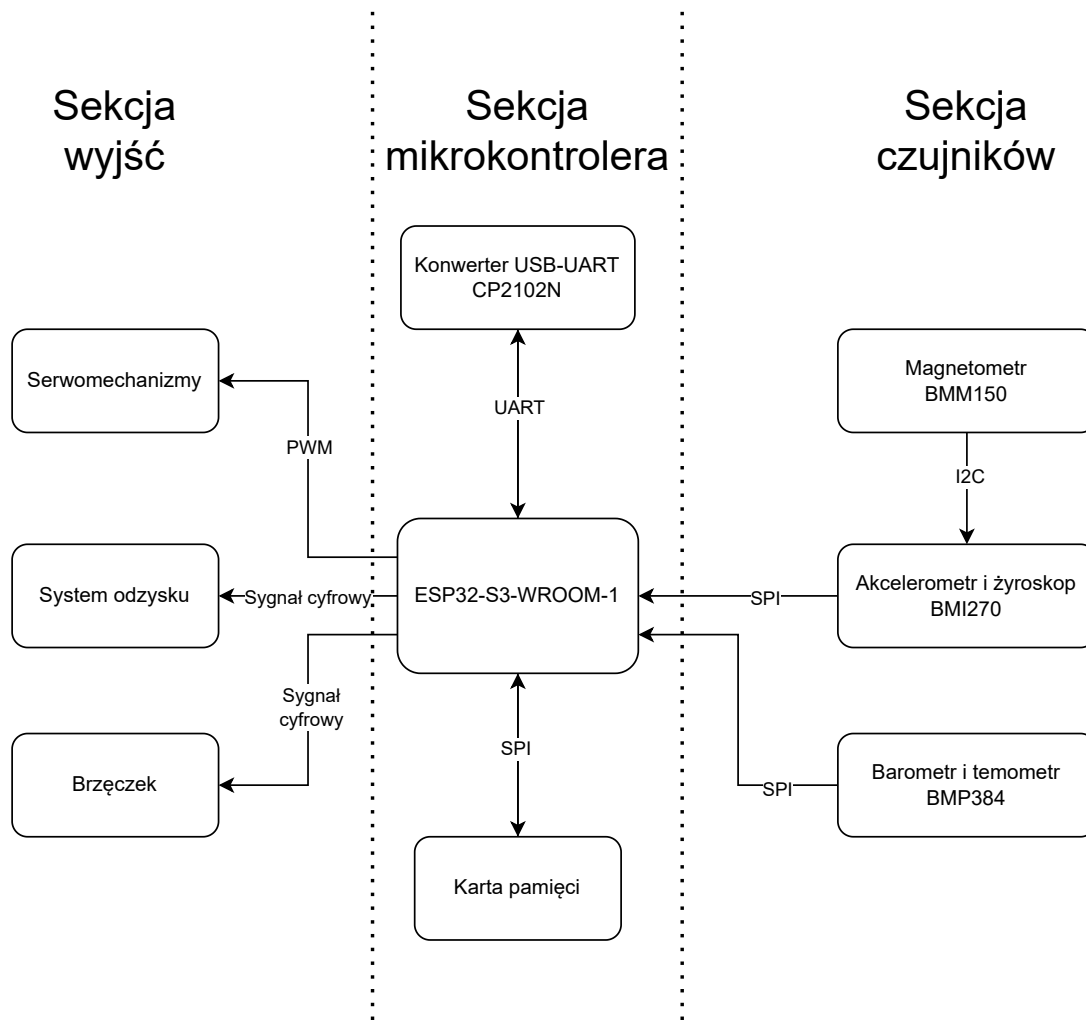 Sekcja
wyjść
Sekcja
mikrokontrolera
Sekcja
czujników
Konwerter USB-UART
CP2102N
Serwomechanizmy
Magnetometr
BMM150
UART
PWM
I2C
System odzysku
Sygnał cyfrowy
ESP32-S3-WROOM-1
SPI
Akcelerometr i żyroskop
BMI270
Sygnał
cyfrowy
SPI
Brzęczek
SPI
Barometr i temometr
BMP384
Karta pamięci